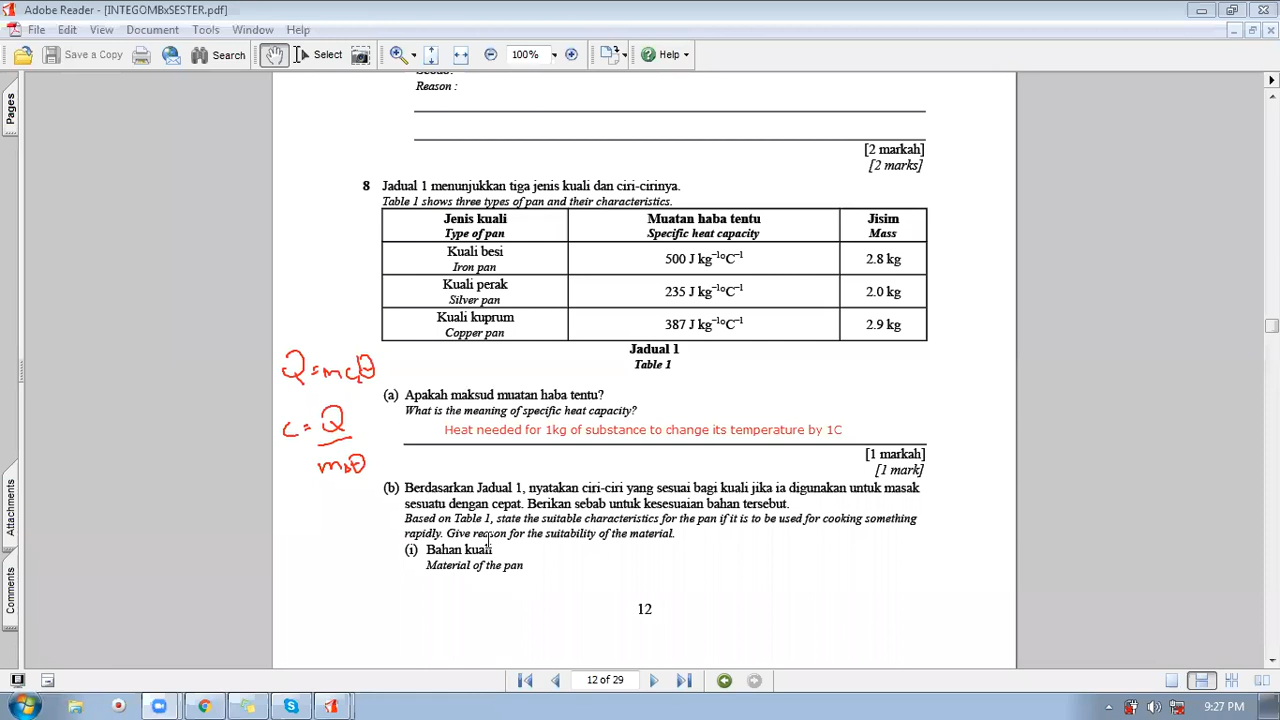 Adobe Reader - [INTEGOMBxSESTER.pdf]
File Edit View Document Tools Window Help
Save a Copy Search Select 100% Help
Pages
Reason :
[2 markah]
[2 marks]
8 Jadual 1 menunjukkan tiga jenis kuali dan ciri-cirinya.
Table 1 shows three types of pan and their characteristics.
Jenis kuali Muatan haba tentu Jisim
Type of pan Specific heat capacity Mass
Kuali besi
Iron pan
500 J kg⁻¹°C⁻¹ 2.8 kg
Kuali perak
Silver pan
235 J kg⁻¹°C⁻¹ 2.0 kg
Kuali kuprum
Copper pan
387 J kg⁻¹°C⁻¹ 2.9 kg
Jadual 1
Table 1
Q = mcΔθ
c = Q
mΔθ
(a) Apakah maksud muatan haba tentu?
What is the meaning of specific heat capacity?
Heat needed for 1kg of substance to change its temperature by 1C
[1 markah]
[1 mark]
(b) Berdasarkan Jadual 1, nyatakan ciri-ciri yang sesuai bagi kuali jika ia digunakan untuk masak
sesuatu dengan cepat. Berikan sebab untuk kesesuaian bahan tersebut.
Based on Table 1, state the suitable characteristics for the pan if it is to be used for cooking something
rapidly. Give reason for the suitability of the material.
(i) Bahan kuali
Material of the pan
12
Attachments
Comments
12 of 29
9:27 PM